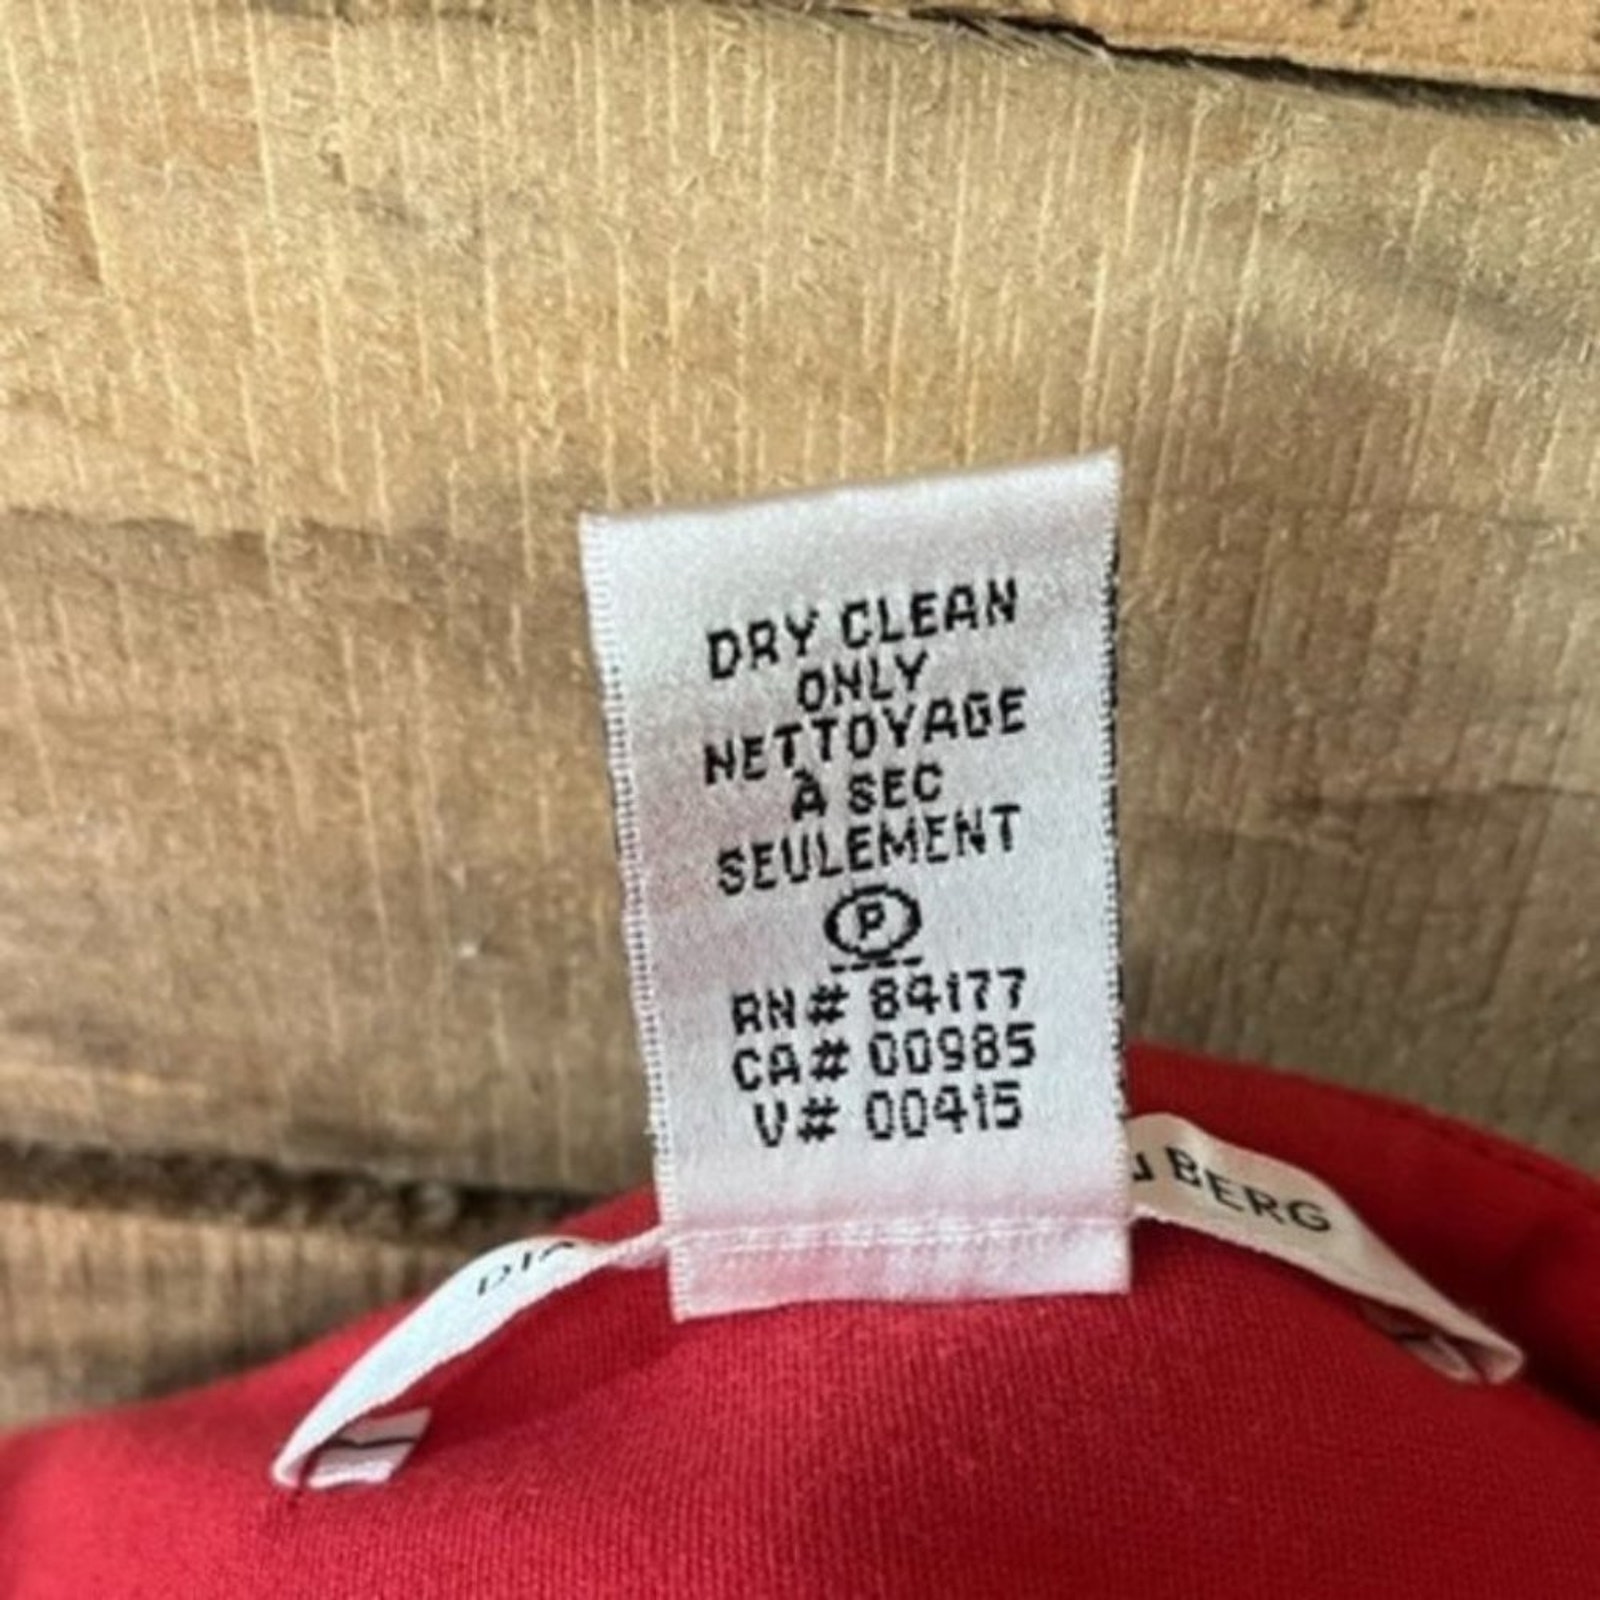 DRY CLEAN
ONLY
NETTOYAGE
À SEC
SEULEMENT
P
RN# 84177
CA# 00985
V# 00415
BERG